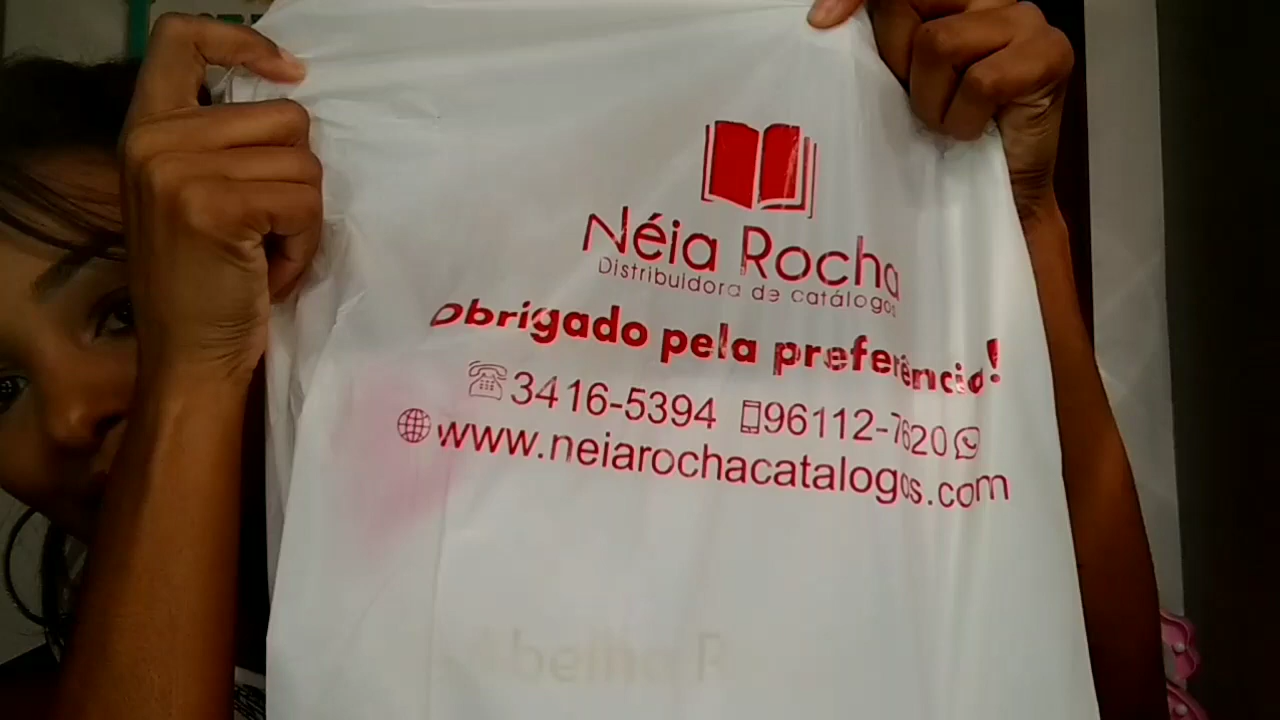 Néia Rocha
Distribuidora de catálogos
Obrigado pela preferência!
3416-5394 96112-7620
www.neiarochacatalogos.com